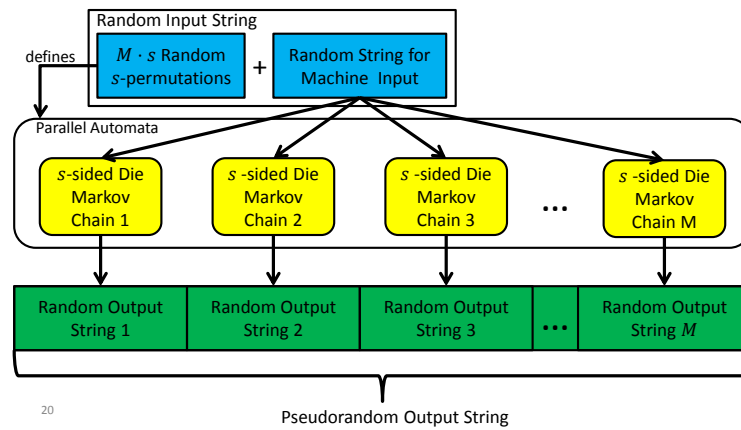 Random Input String
defines
M · s Random
s-permutations
+
Random String for
Machine Input
Parallel Automata
s-sided Die
Markov
Chain 1
s -sided Die
Markov
Chain 2
s -sided Die
Markov
Chain 3
...
s -sided Die
Markov
Chain M
Random Output
String 1
Random Output
String 2
Random Output
String 3
...
Random Output
String M
20
Pseudorandom Output String